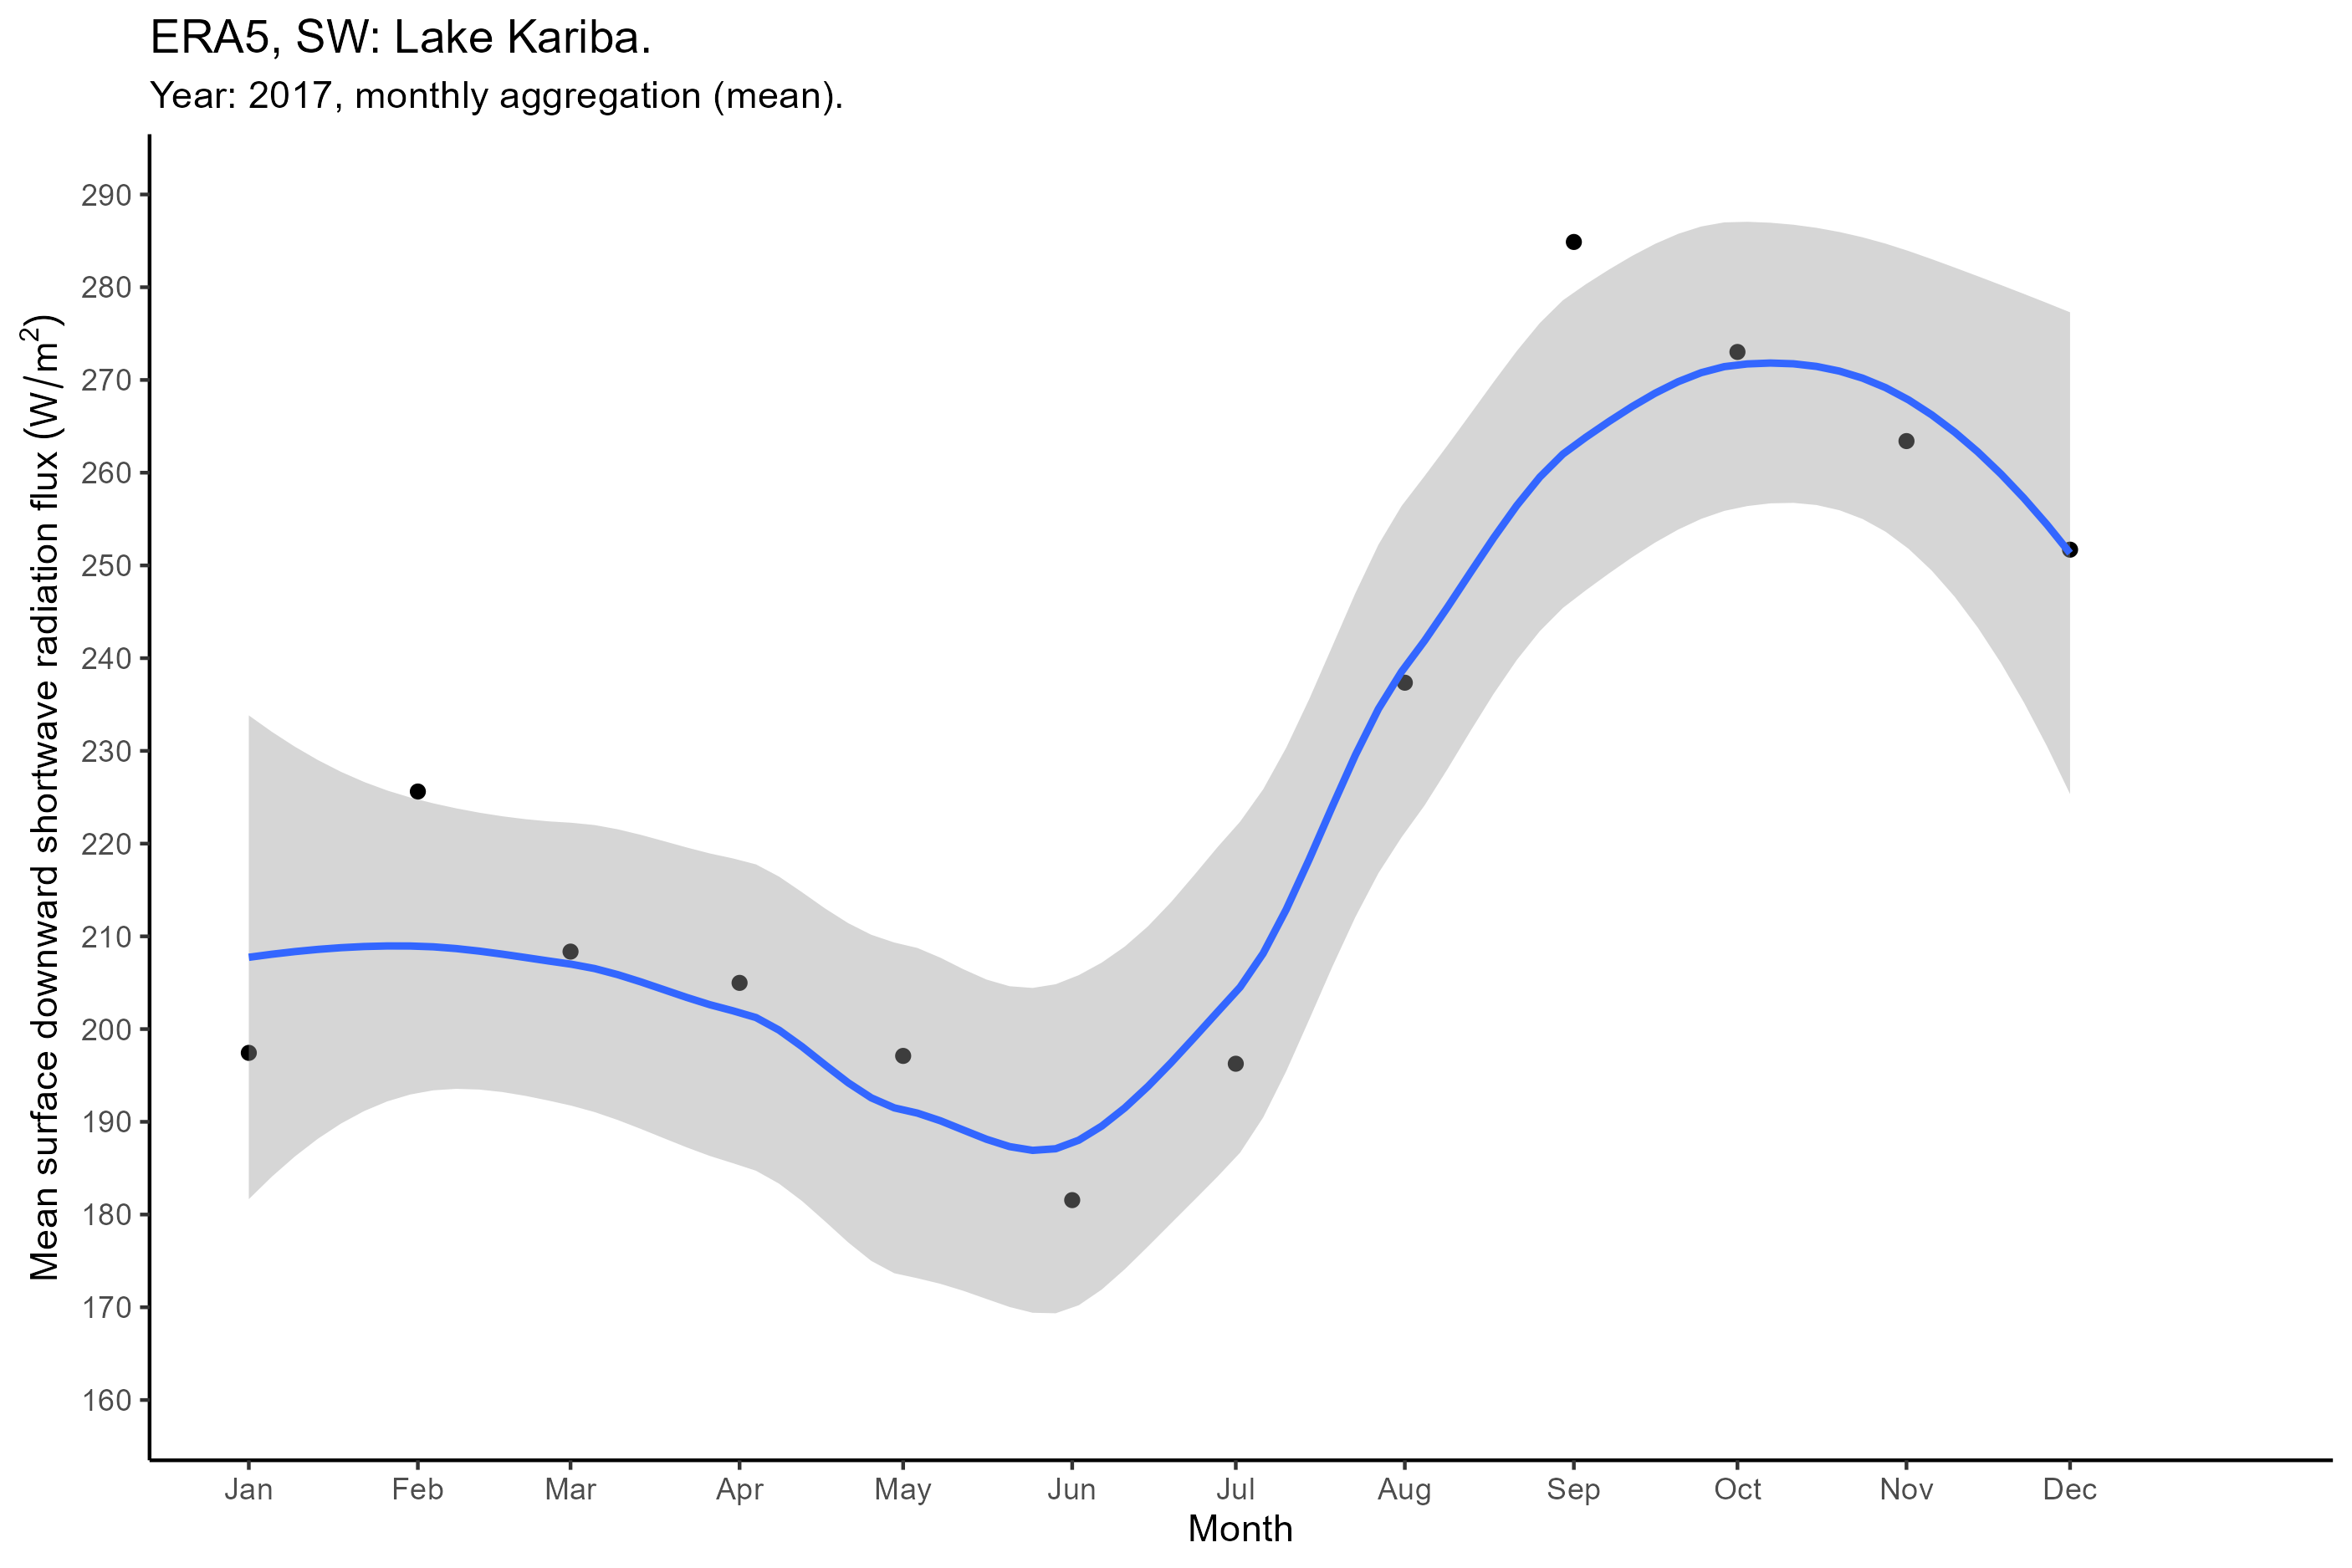 ERA5, SW: Lake Kariba.
Year: 2017, monthly aggregation (mean).
Mean surface downward shortwave radiation flux (W/m²)
290
280
270
260
250
240
230
220
210
200
190
180
170
160
Jan Feb Mar Apr May Jun Jul Aug Sep Oct Nov Dec
Month